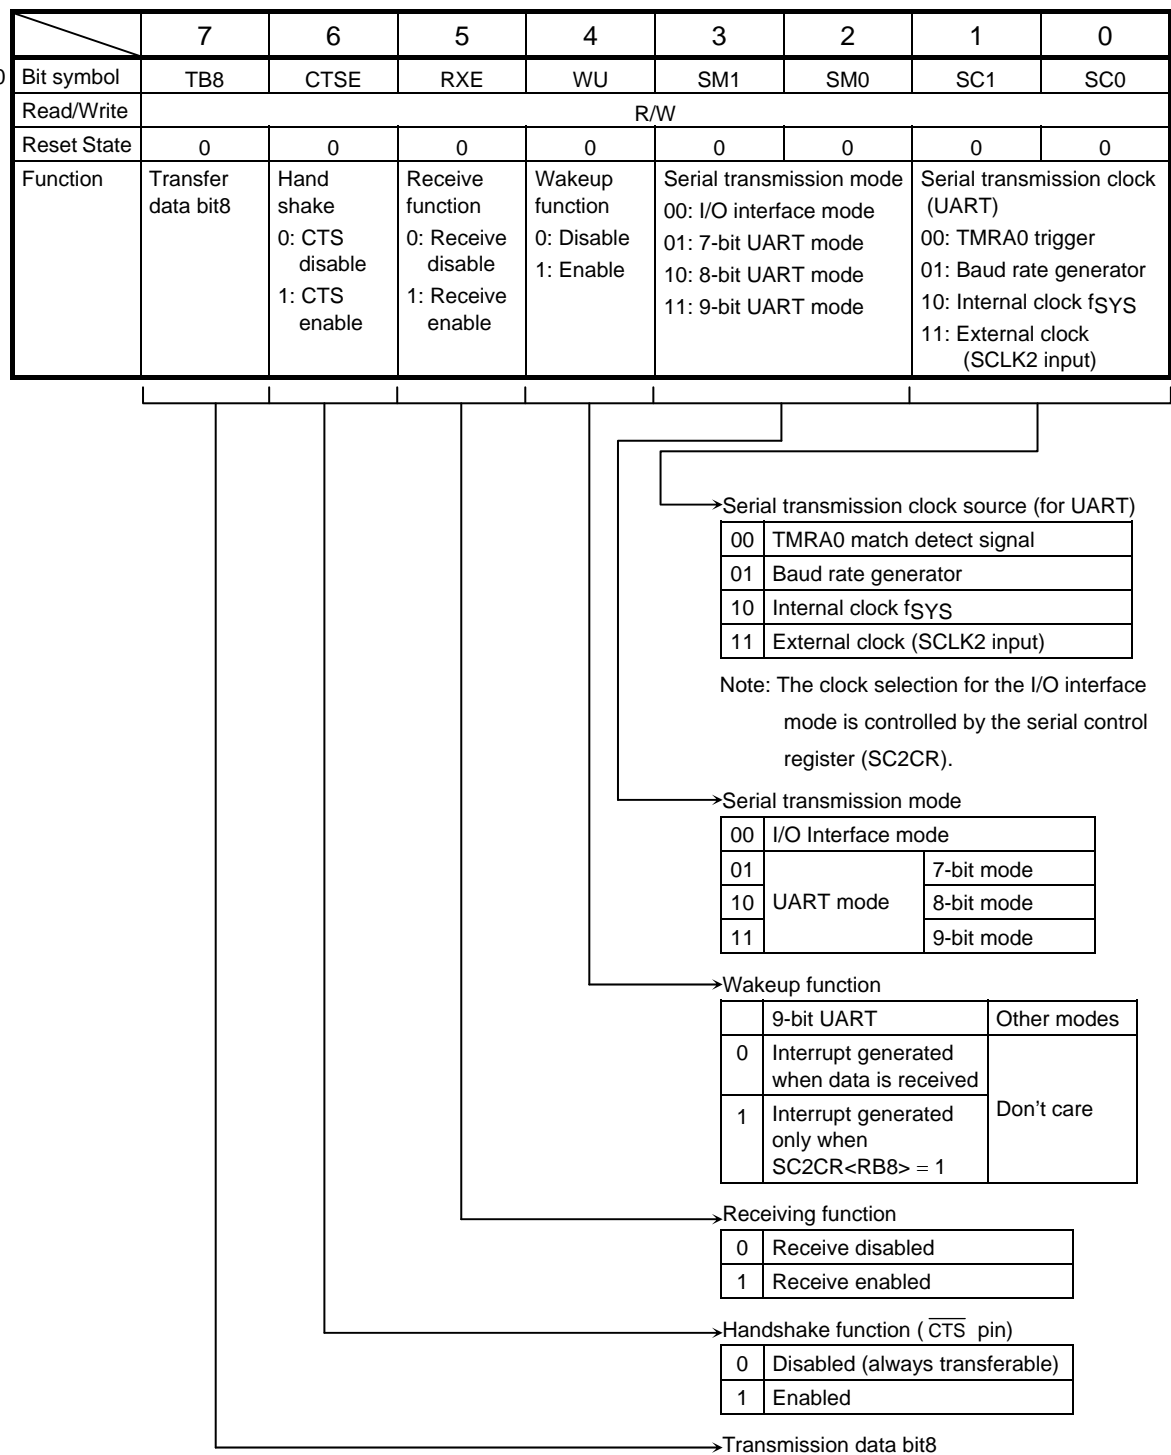 7 6 5 4 3 2 1 0
0 Bit symbol TB8 CTSE RXE WU SM1 SM0 SC1 SC0
Read/Write R/W
Reset State 0 0 0 0 0 0 0 0
Function
Transfer
data bit8
Hand
shake
0: CTS
disable
1: CTS
enable
Receive
function
0: Receive
disable
1: Receive
enable
Wakeup
function
0: Disable
1: Enable
Serial transmission mode
00: I/O interface mode
01: 7-bit UART mode
10: 8-bit UART mode
11: 9-bit UART mode
Serial transmission clock
(UART)
00: TMRA0 trigger
01: Baud rate generator
10: Internal clock fSYS
11: External clock
(SCLK2 input)
Serial transmission clock source (for UART)
00 TMRA0 match detect signal
01 Baud rate generator
10 Internal clock fSYS
11 External clock (SCLK2 input)
Note: The clock selection for the I/O interface
mode is controlled by the serial control
register (SC2CR).
Serial transmission mode
00 I/O Interface mode
01 7-bit mode
10 UART mode 8-bit mode
11 9-bit mode
Wakeup function
9-bit UART Other modes
0 Interrupt generated
when data is received
Don't care
1 Interrupt generated
only when
SC2CR<RB8> = 1
Receiving function
0 Receive disabled
1 Receive enabled
Handshake function ( C̅T̅S̅ pin)
0 Disabled (always transferable)
1 Enabled
Transmission data bit8